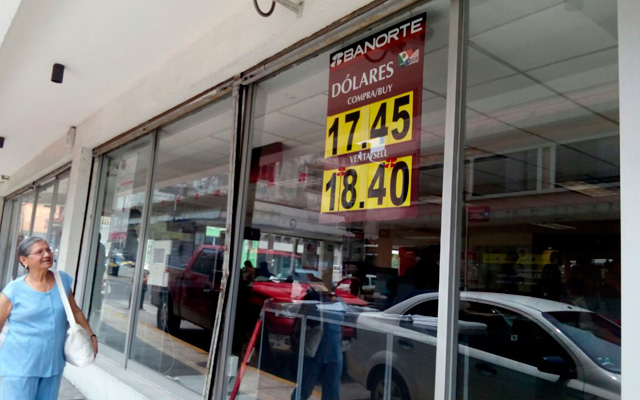 BANORTE
DÓLARES
COMPRA/BUY
17.45
VENTA/SELL
18.40